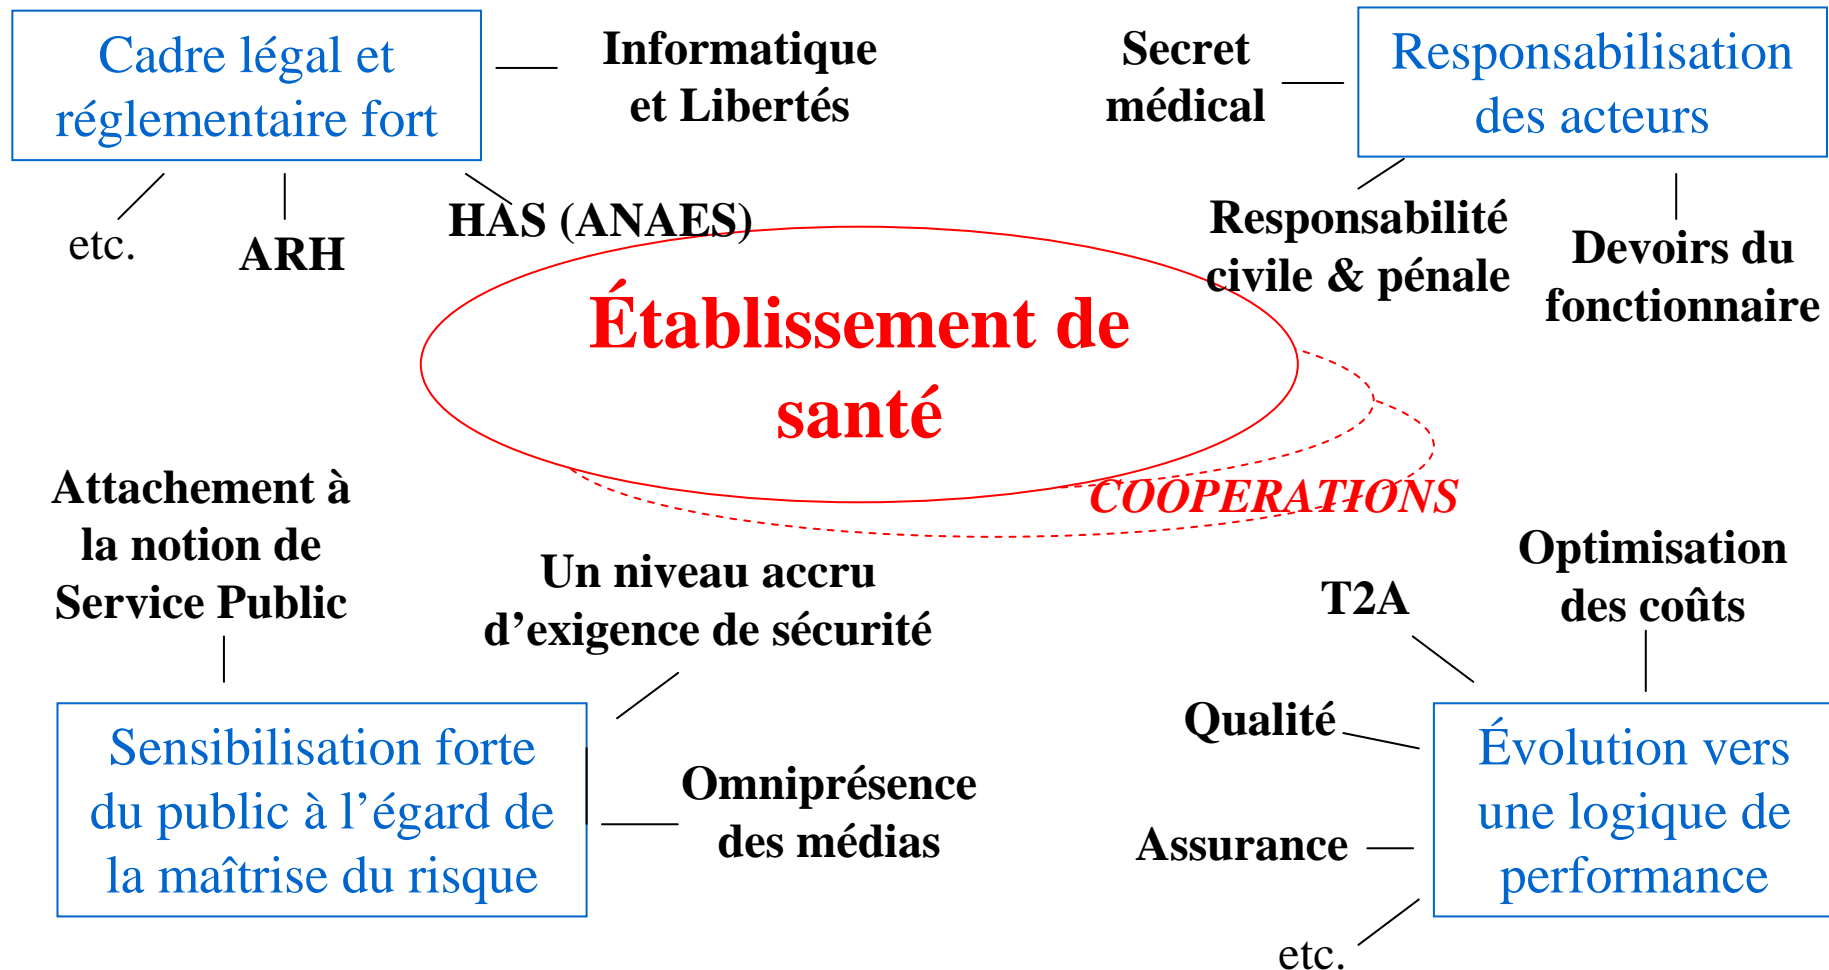 Cadre légal et
réglementaire fort
Informatique
et Libertés
etc.
ARH
HAS (ANAES)
Secret
médical
Responsabilisation
des acteurs
Responsabilité
civile & pénale
Devoirs du
fonctionnaire
Établissement de
santé
COOPERATIONS
Attachement à
la notion de
Service Public
Un niveau accru
d’exigence de sécurité
Sensibilisation forte
du public à l’égard de
la maîtrise du risque
Omniprésence
des médias
T2A
Optimisation
des coûts
Qualité
Assurance
etc.
Évolution vers
une logique de
performance